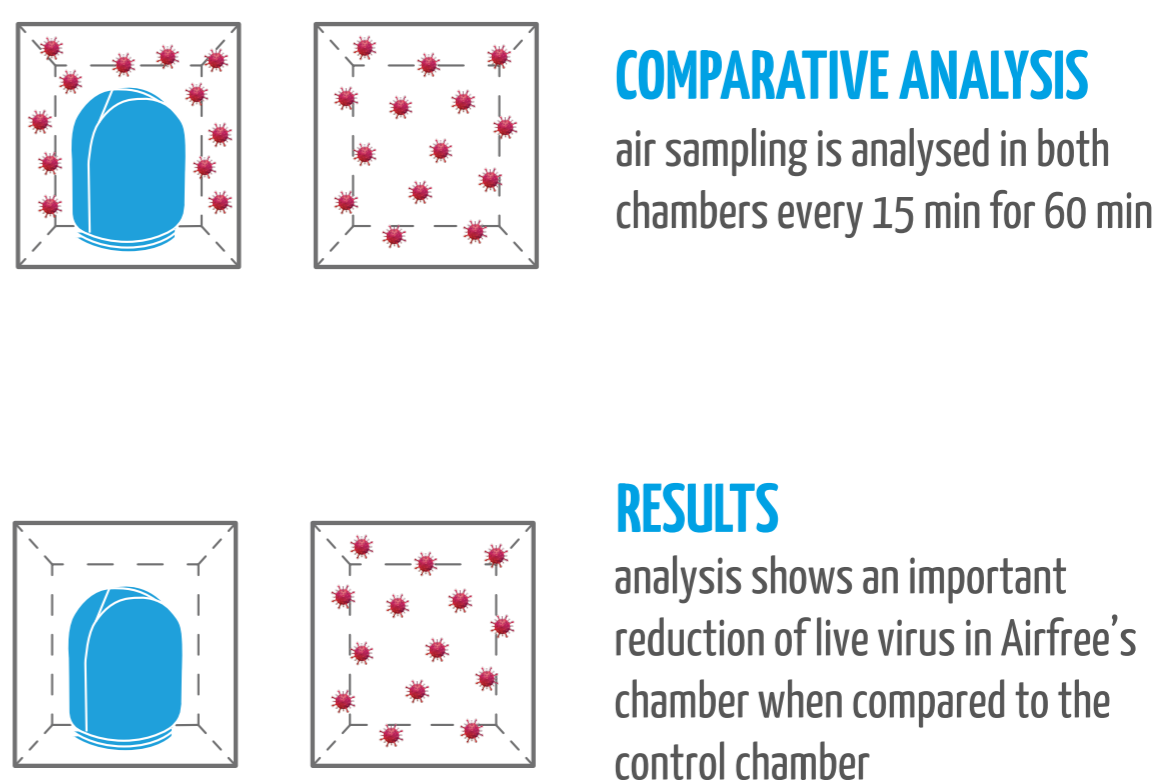 COMPARATIVE ANALYSIS
air sampling is analysed in both
chambers every 15 min for 60 min
RESULTS
analysis shows an important
reduction of live virus in Airfree’s
chamber when compared to the
control chamber